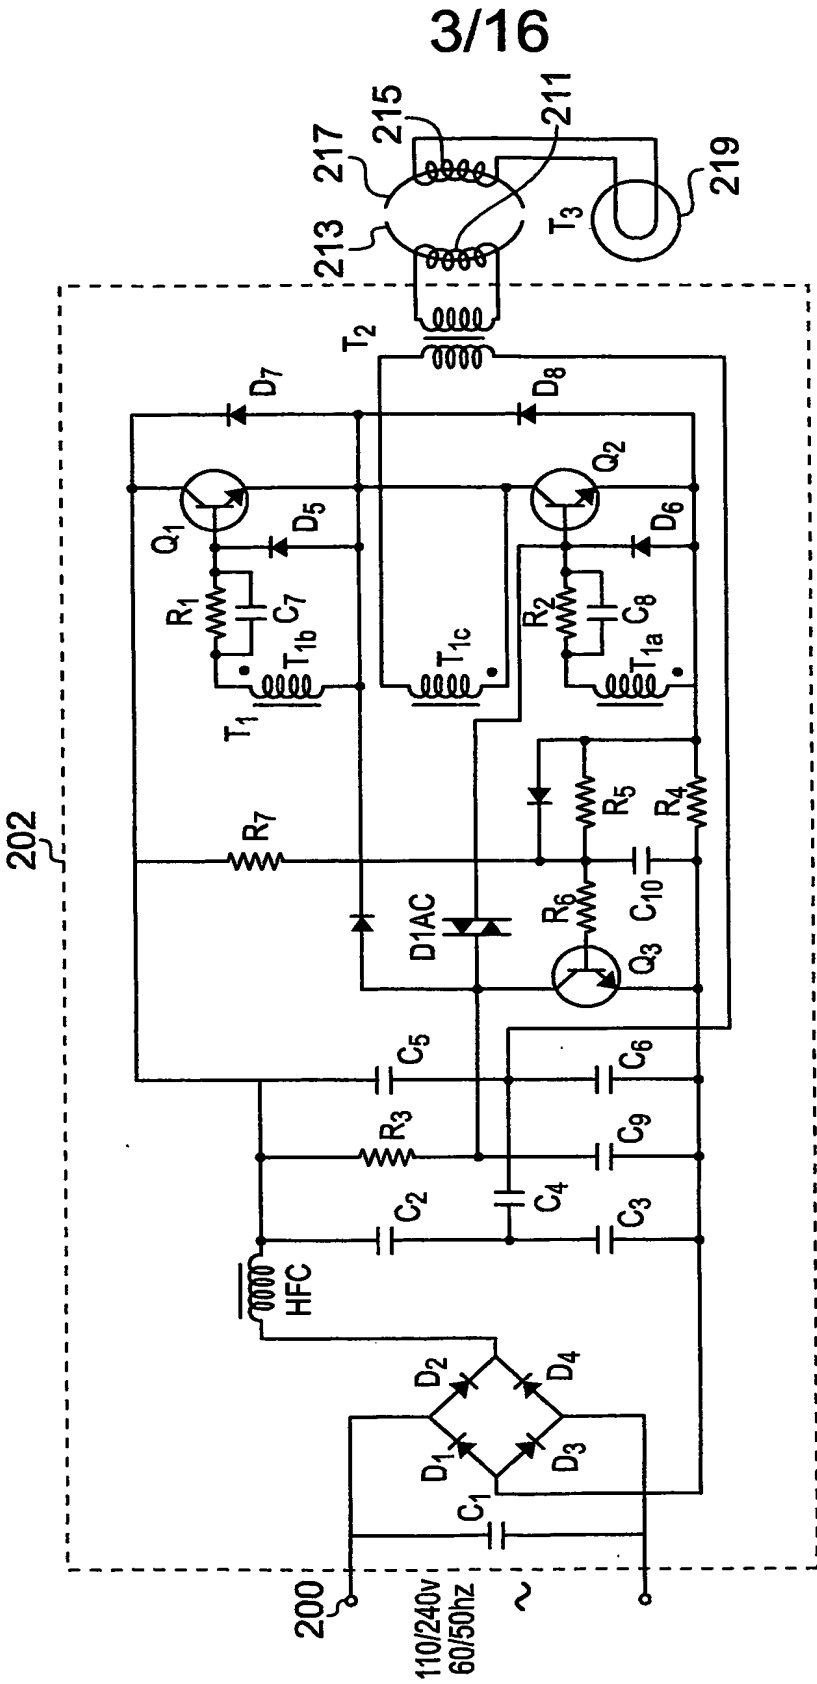 3/16
202
200
110/240v
60/50hz
~
C1
D1
D2
D3
D4
HFC
C2
C3
C4
R3
C9
C5
C6
D1AC
Q3
R6
C10
R7
R5
R4
T1
T1b
T1c
T1a
R1
C7
R2
C8
Q1
D5
Q2
D6
D7
D8
T2
213
217
215
211
T3
219